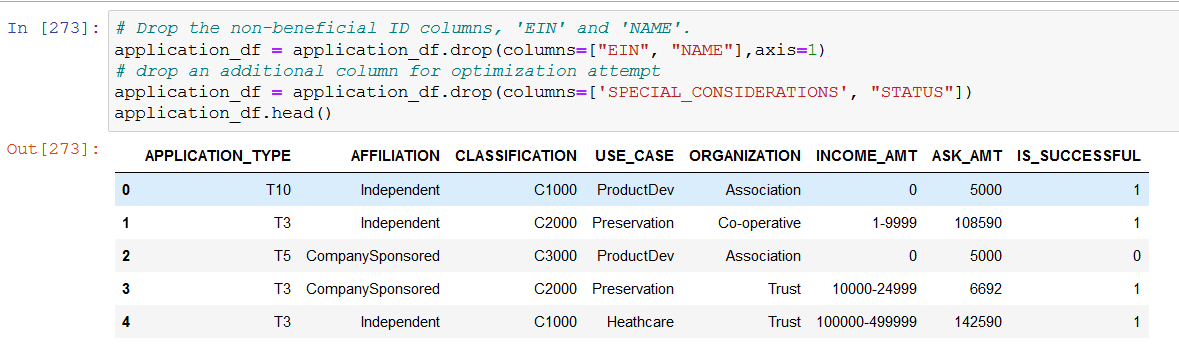 In [273]: # Drop the non-beneficial ID columns, 'EIN' and 'NAME'.
application_df = application_df.drop(columns=["EIN", "NAME"],axis=1)
# drop an additional column for optimization attempt
application_df = application_df.drop(columns=['SPECIAL_CONSIDERATIONS', "STATUS"])
application_df.head()
Out[273]:
APPLICATION_TYPE AFFILIATION CLASSIFICATION USE_CASE ORGANIZATION INCOME_AMT ASK_AMT IS_SUCCESSFUL
0 T10 Independent C1000 ProductDev Association 0 5000 1
1 T3 Independent C2000 Preservation Co-operative 1-9999 108590 1
2 T5 CompanySponsored C3000 ProductDev Association 0 5000 0
3 T3 CompanySponsored C2000 Preservation Trust 10000-24999 6692 1
4 T3 Independent C1000 Heathcare Trust 100000-499999 142590 1